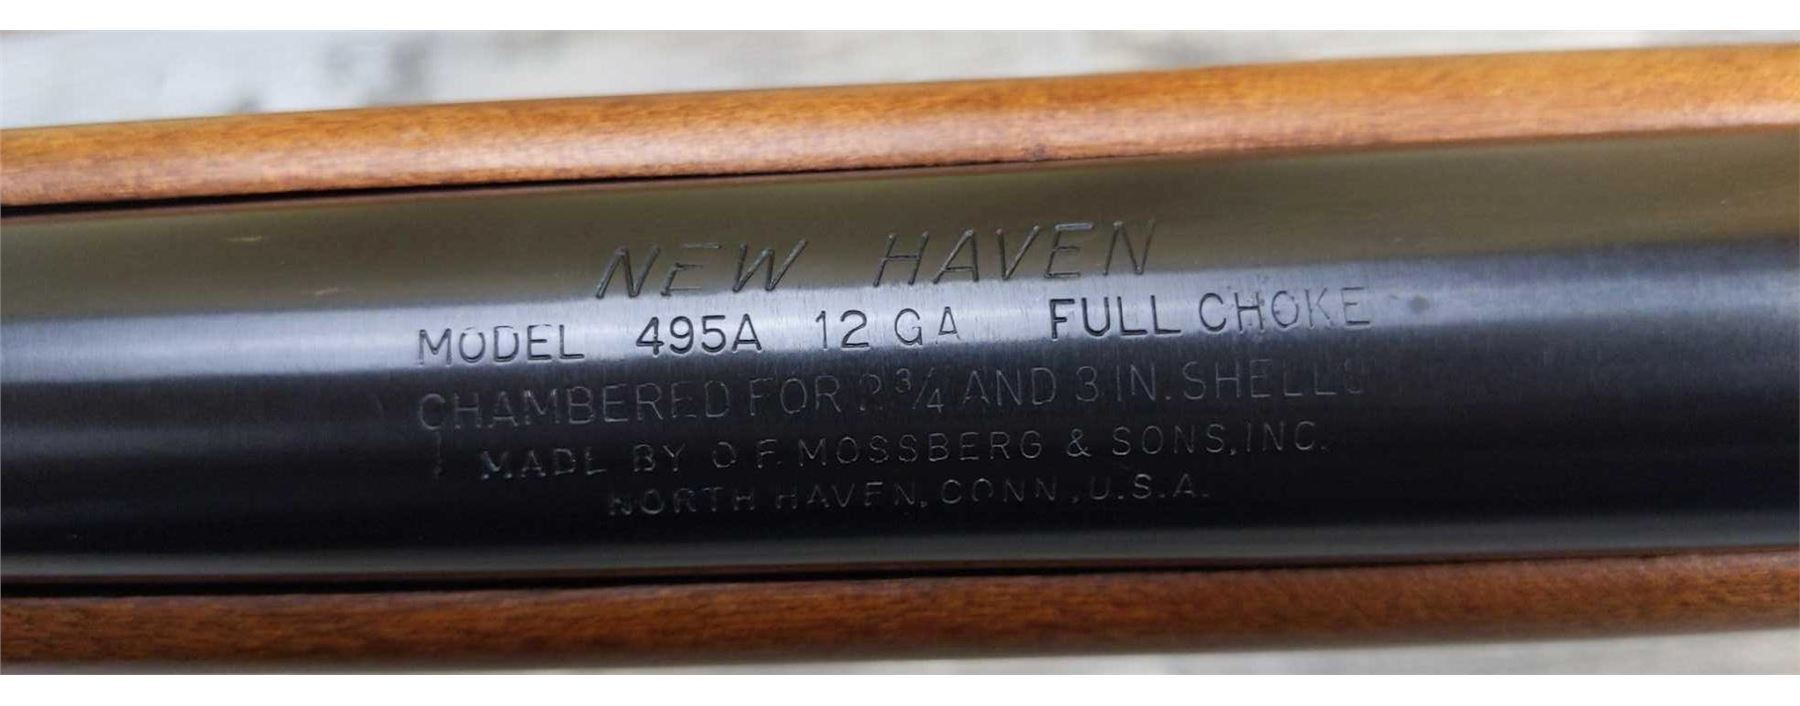 NEW HAVEN
MODEL 495A 12 GA FULL CHOKE
CHAMBERED FOR 2 3/4 AND 3 IN. SHELLS
MADE BY O.F. MOSSBERG & SONS, INC.
NORTH HAVEN, CONN., U.S.A.